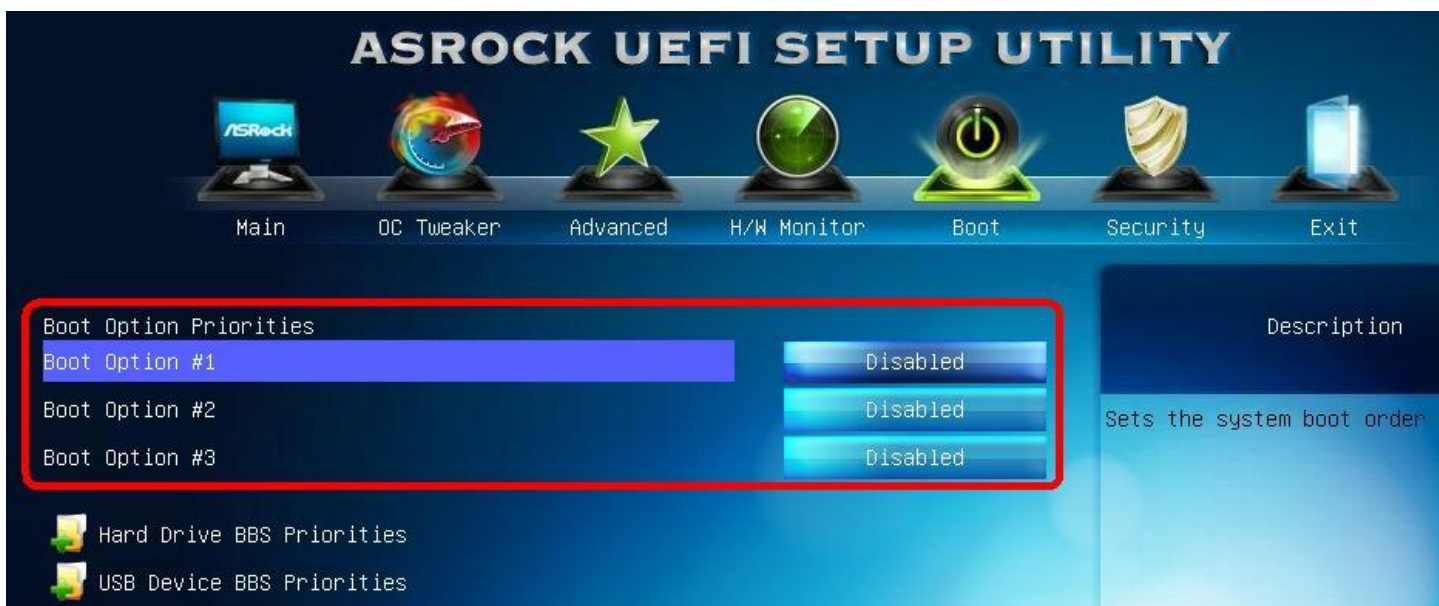 ASROCK UEFI SETUP UTILITY
ASRock
Main OC Tweaker Advanced H/W Monitor Boot Security Exit
Boot Option Priorities
Boot Option #1 Disabled
Boot Option #2 Disabled
Boot Option #3 Disabled
Hard Drive BBS Priorities
USB Device BBS Priorities
Description
Sets the system boot order